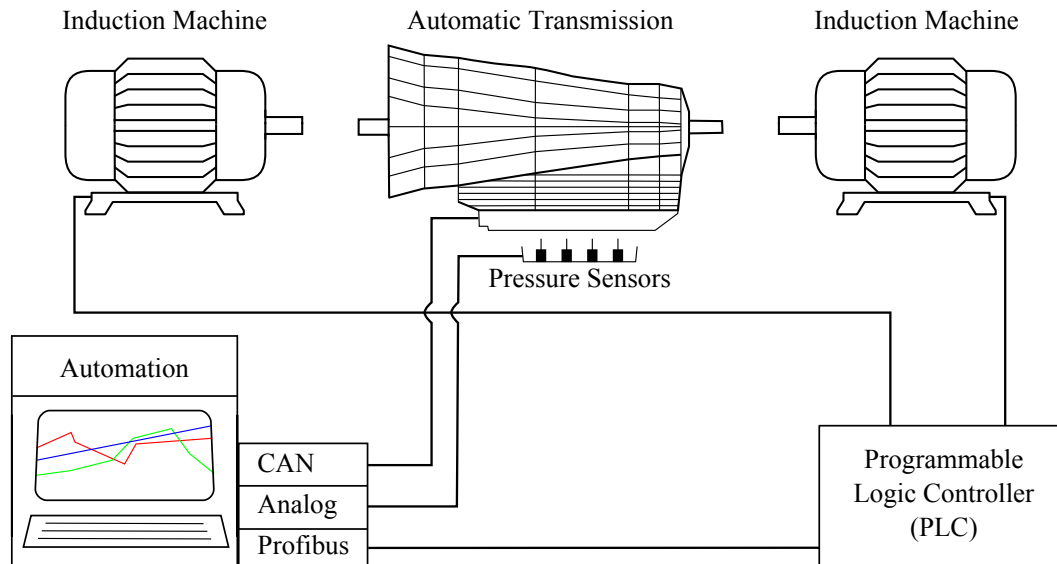 Induction Machine
Automatic Transmission
Induction Machine
Pressure Sensors
Automation
CAN
Analog
Profibus
Programmable
Logic Controller
(PLC)